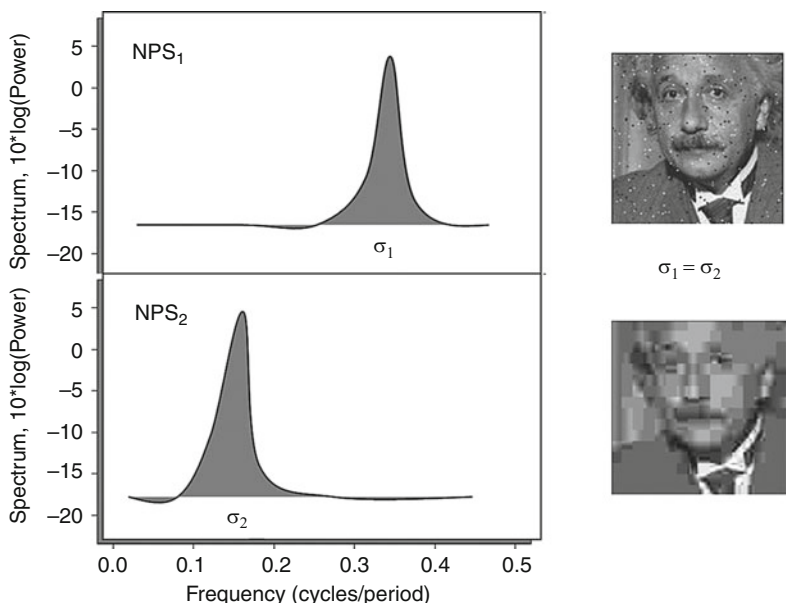 NPS₁
Spectrum, 10*log(Power)
5
0
–5
–10
–15
–20
σ₁
σ₁ = σ₂
NPS₂
Spectrum, 10*log(Power)
5
0
–5
–10
–15
–20
σ₂
0.0 0.1 0.2 0.3 0.4 0.5
Frequency (cycles/period)